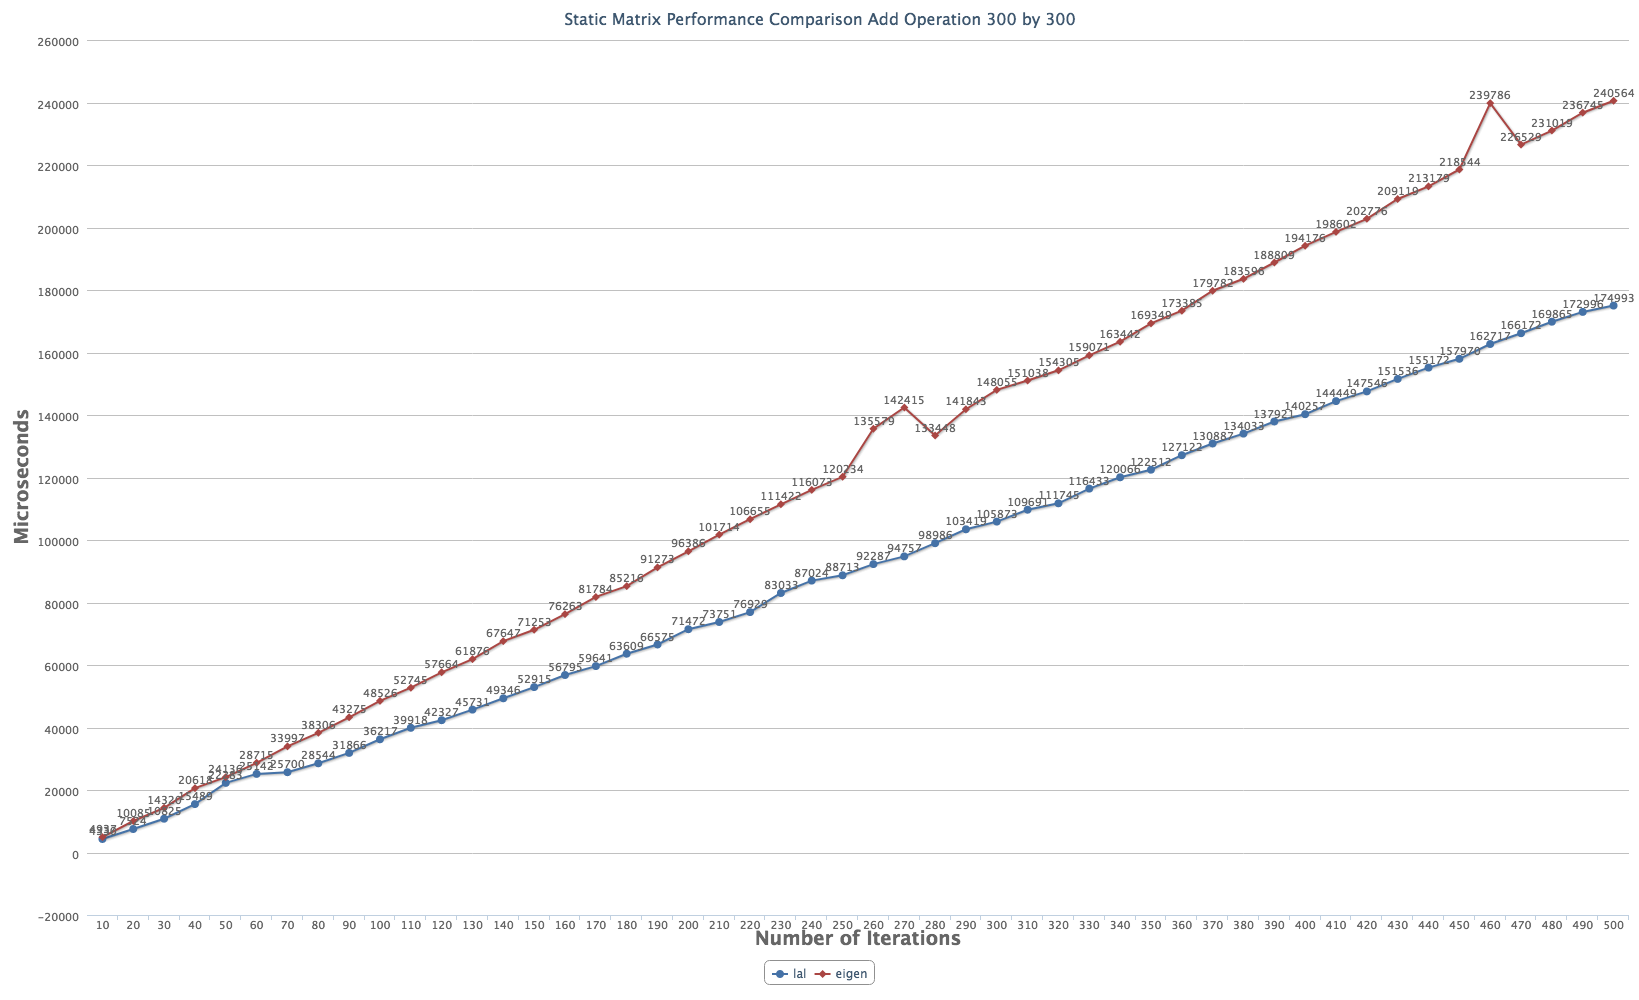 Static Matrix Performance Comparison Add Operation 300 by 300
260000
240000
220000
200000
180000
160000
140000
120000
100000
80000
60000
40000
20000
0
-20000
Microseconds
4937 10085 14320 20618 24136 28715 33997 38306 43275 48526 52745 57664 61876 67647 71253 76263 81784 85216 91273 96386 101714 106655 111422 116073 120234 135579 142415 133448 141843 148055 151038 154305 159071 163442 169349 173385 179782 183596 188809 194176 198602 202776 209119 213179 218544 239786 226529 231019 236745 240564
7524 10825 15489 25142 25700 28544 31866 36217 39918 42327 45731 49346 52915 56795 59641 63609 66575 71472 73751 76929 83033 87024 88713 92287 94757 98986 103419 105873 109691 111745 116433 120066 122512 127122 130887 134033 137921 140257 144449 147546 151536 155172 157970 162717 166172 169865 172996 174993
10 20 30 40 50 60 70 80 90 100 110 120 130 140 150 160 170 180 190 200 210 220 230 240 250 260 270 280 290 300 310 320 330 340 350 360 370 380 390 400 410 420 430 440 450 460 470 480 490 500
Number of Iterations
lal eigen